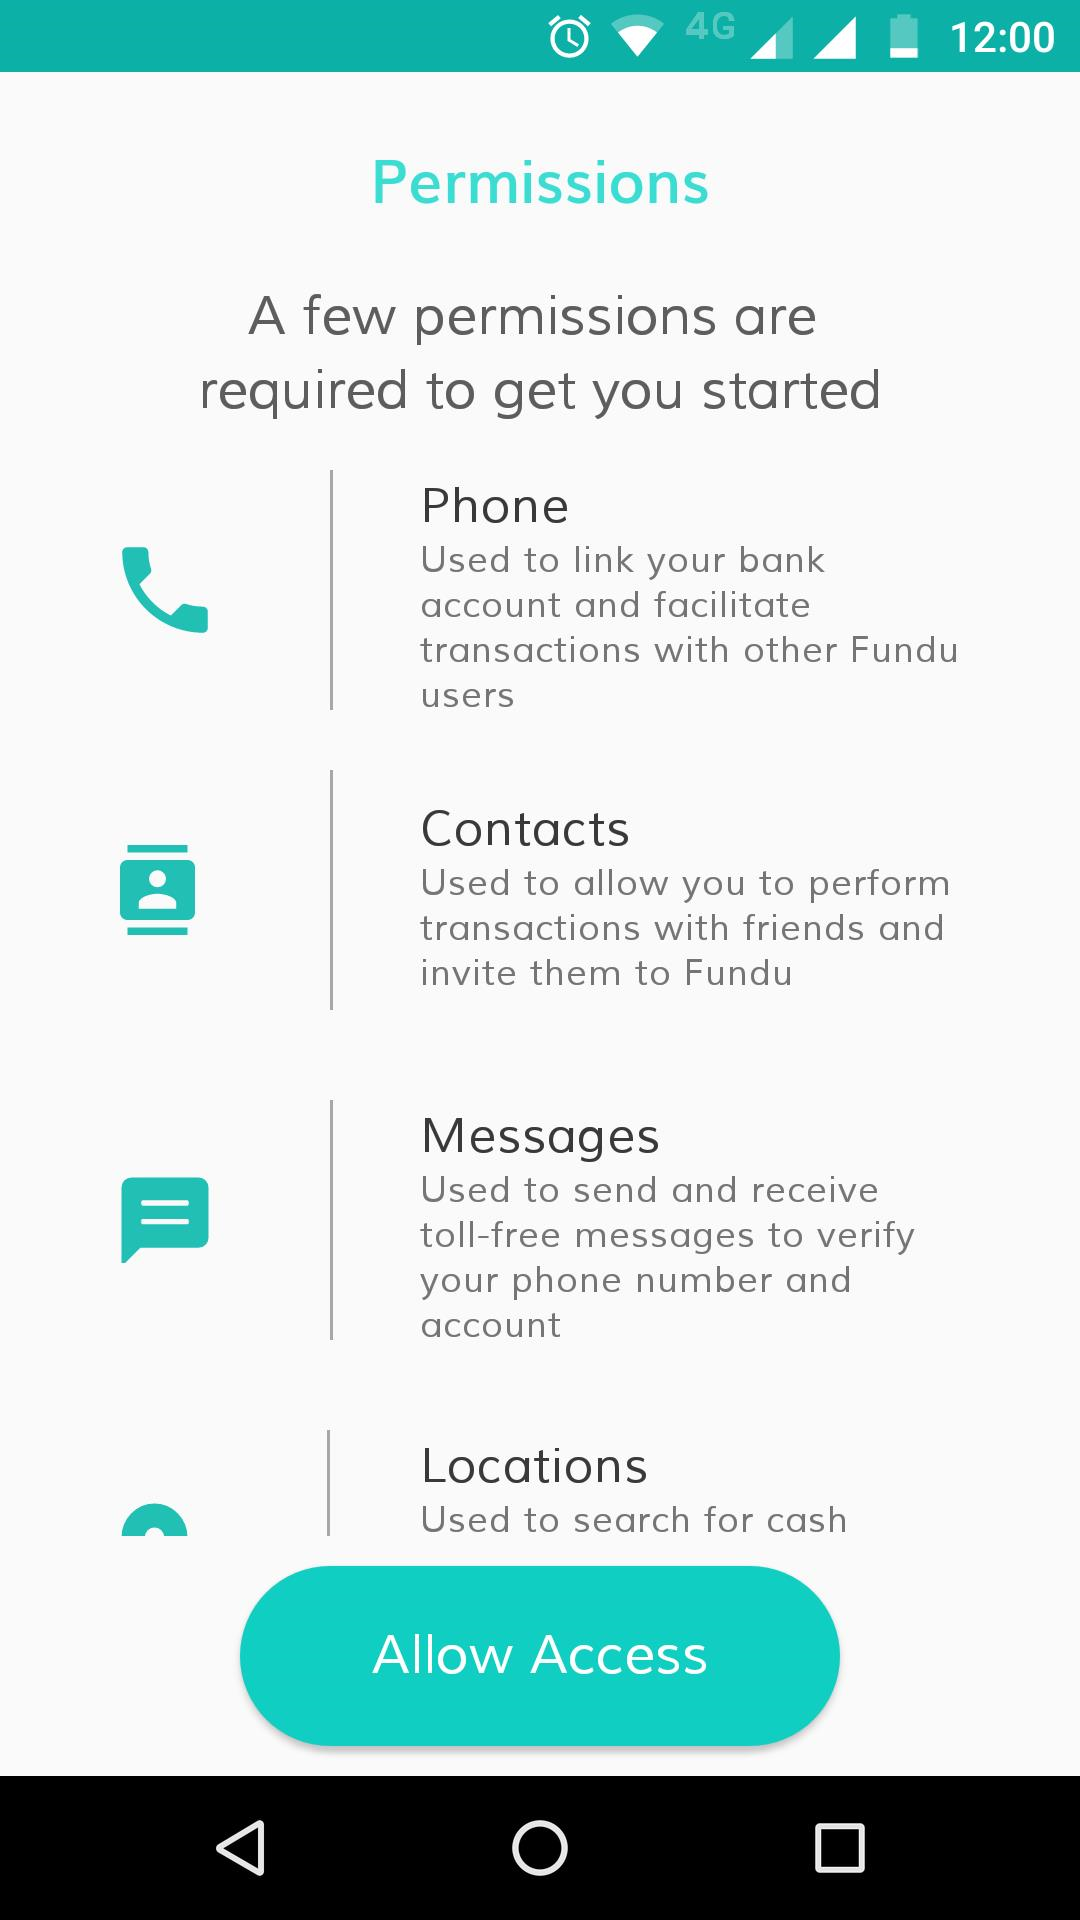 4G 12:00
Permissions
A few permissions are
required to get you started
Phone
Used to link your bank
account and facilitate
transactions with other Fundu
users
Contacts
Used to allow you to perform
transactions with friends and
invite them to Fundu
Messages
Used to send and receive
toll-free messages to verify
your phone number and
account
Locations
Used to search for cash
Allow Access